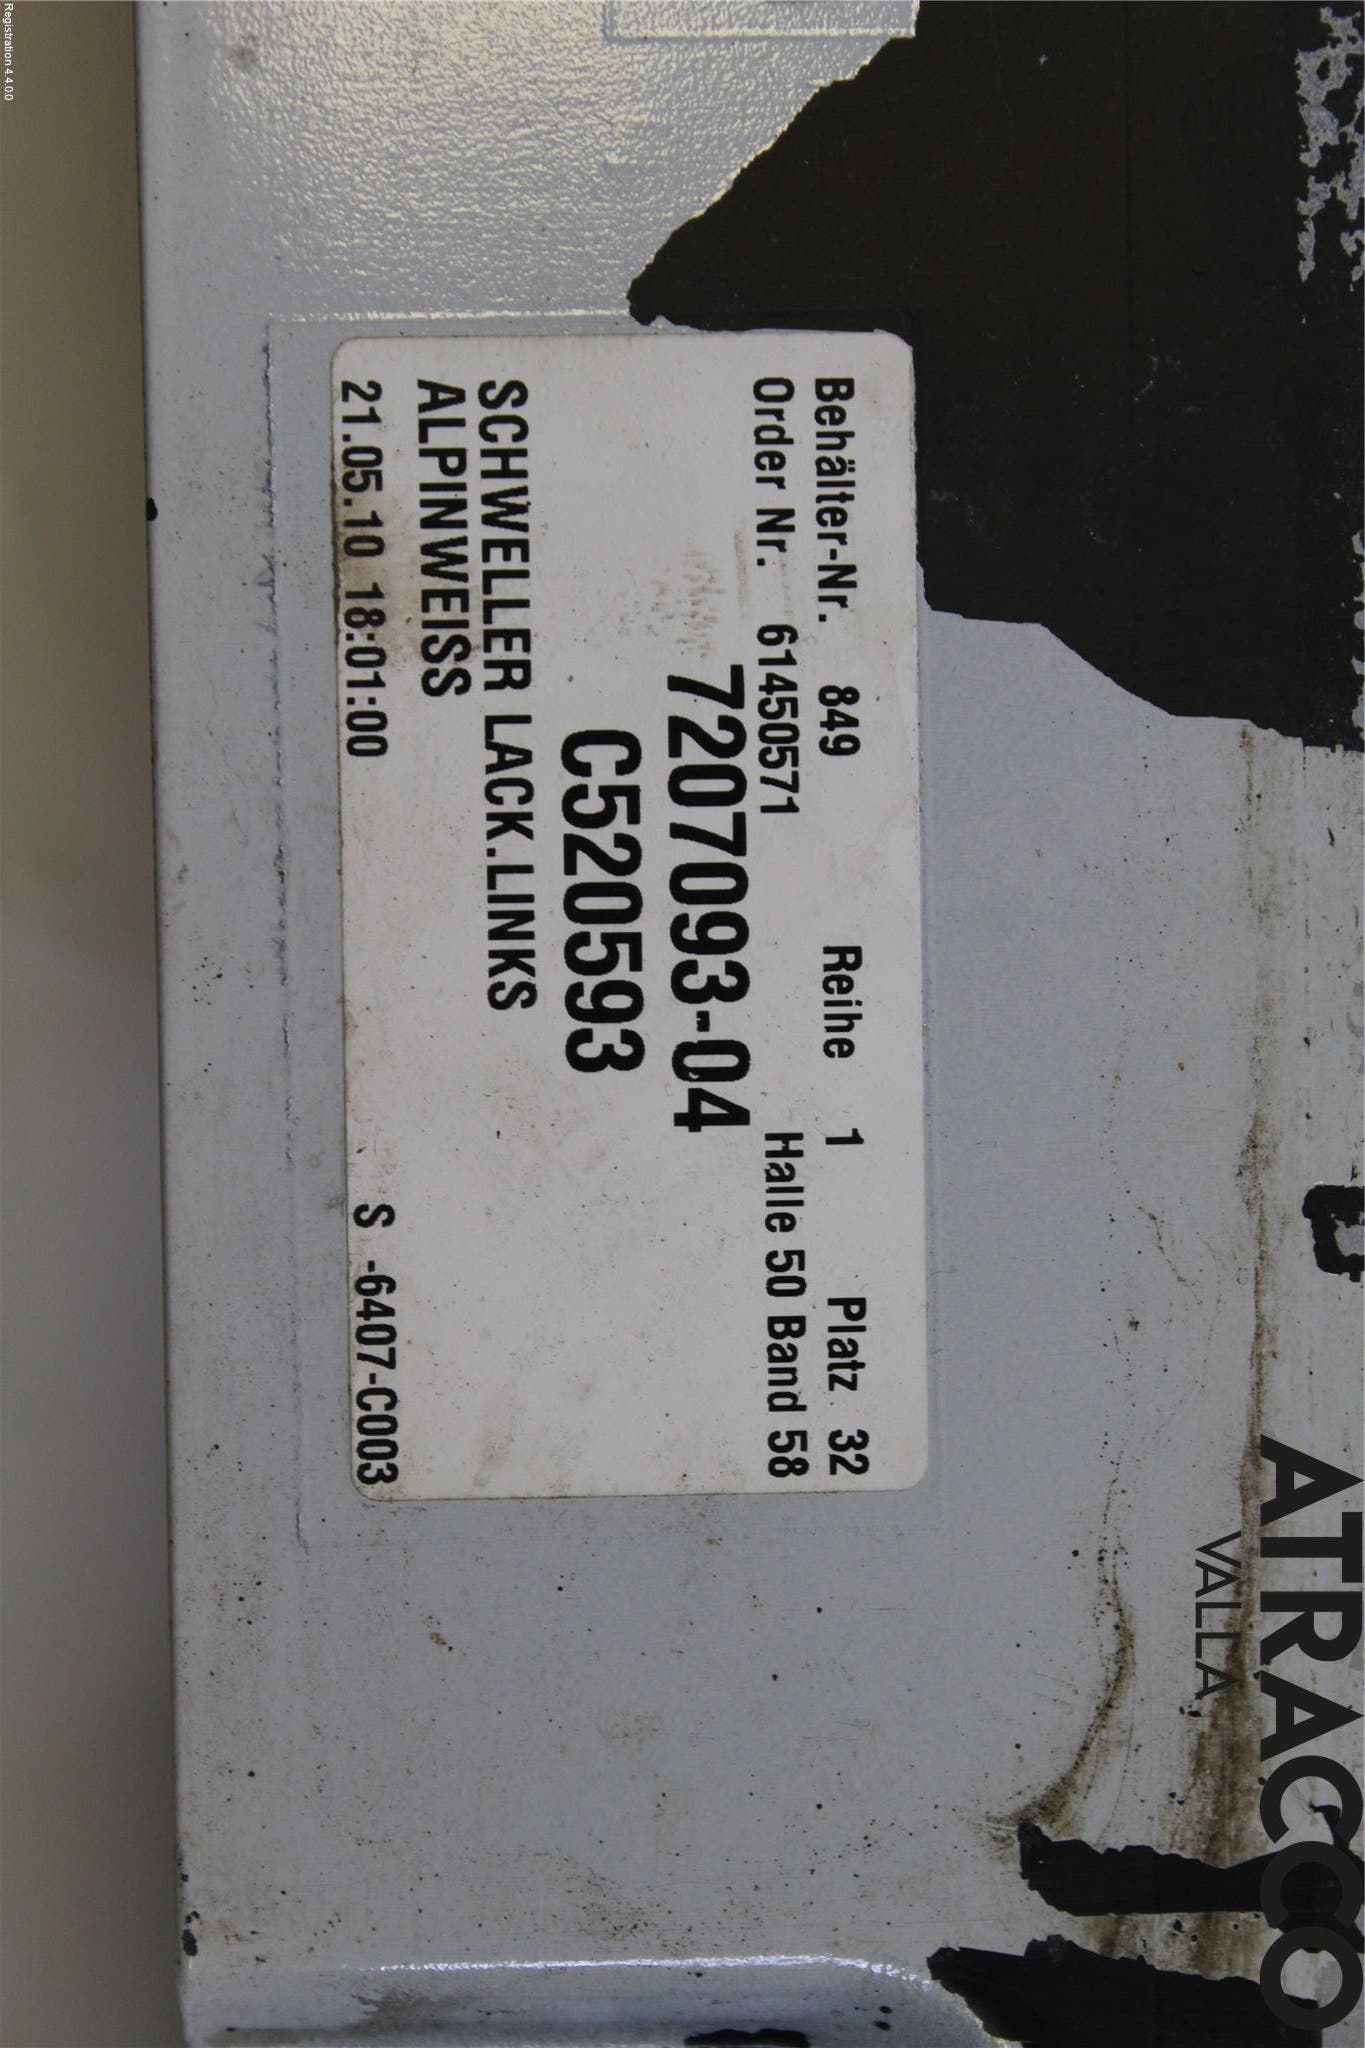 Behälter-Nr. 849 Reihe 1 Platz 32
Order Nr. 61450571 Halle 50 Band 58
7207093-04
C520593
SCHWELLER LACK.LINKS
ALPINWEISS
21.05.10 18:01:00 S -6407-C003
ATRACCO
VALLA
Registration 4.4.0.0